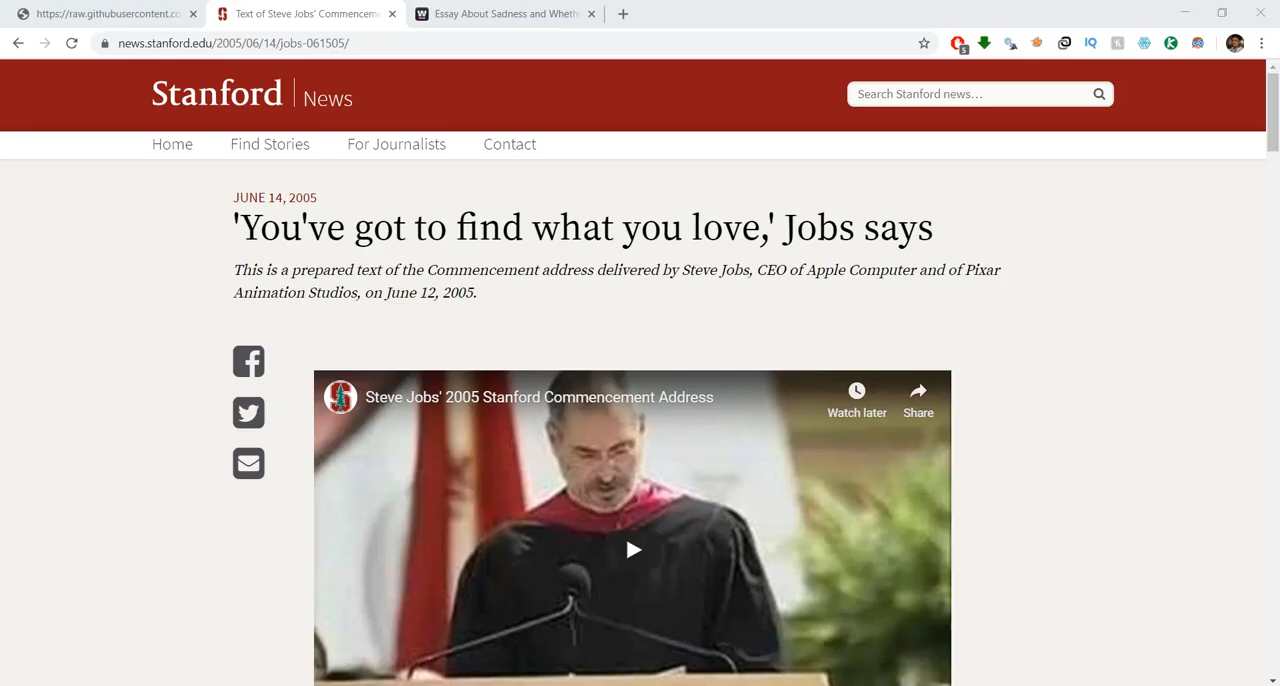 https://raw.githubusercontent.co
Text of Steve Jobs' Commenceme
Essay About Sadness and Wheth
news.stanford.edu/2005/06/14/jobs-061505/
5
IQ
Stanford News
Search Stanford news...
Home Find Stories For Journalists Contact
JUNE 14, 2005
'You've got to find what you love,' Jobs says
This is a prepared text of the Commencement address delivered by Steve Jobs, CEO of Apple Computer and of Pixar
Animation Studios, on June 12, 2005.
Steve Jobs' 2005 Stanford Commencement Address
Watch later Share